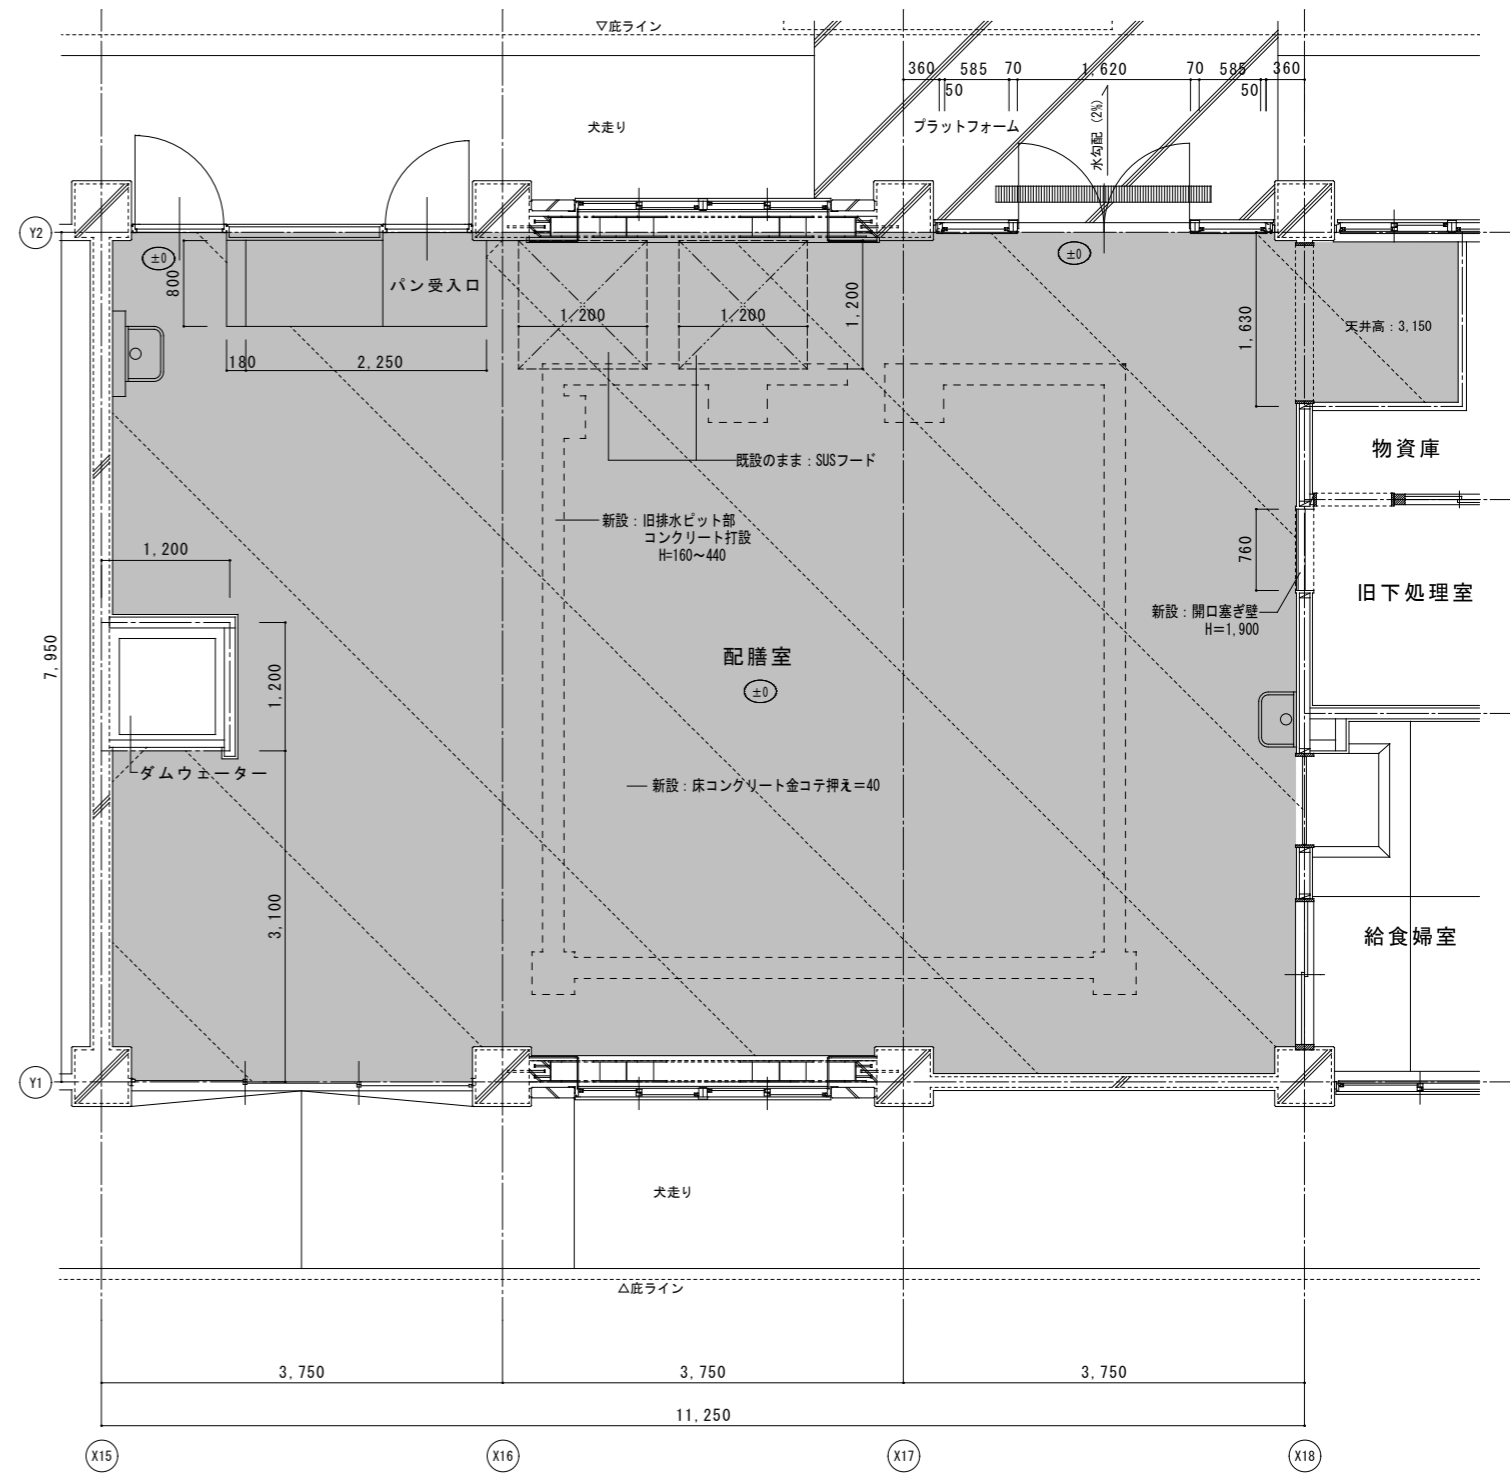 ▽庇ライン
360 585 70 1,620 70 585 360
50 50
犬走り
プラットフォーム
水勾配 (2%)
Y2
±0
±0
800
パン受入口
1,200
1,200
1,200
1,630
天井高：3,150
180
2,250
物資庫
既設のまま：SUSフード
新設：旧排水ピット部
コンクリート打設
H=160～440
1,200
760
旧下処理室
新設：開口塞ぎ壁
H＝1,900
7,950
配膳室
±0
1,200
ダムウェーター
新設：床コンクリート金コテ押え＝40
3,100
給食婦室
Y1
犬走り
△庇ライン
3,750 3,750 3,750
11,250
X15 X16 X17 X18